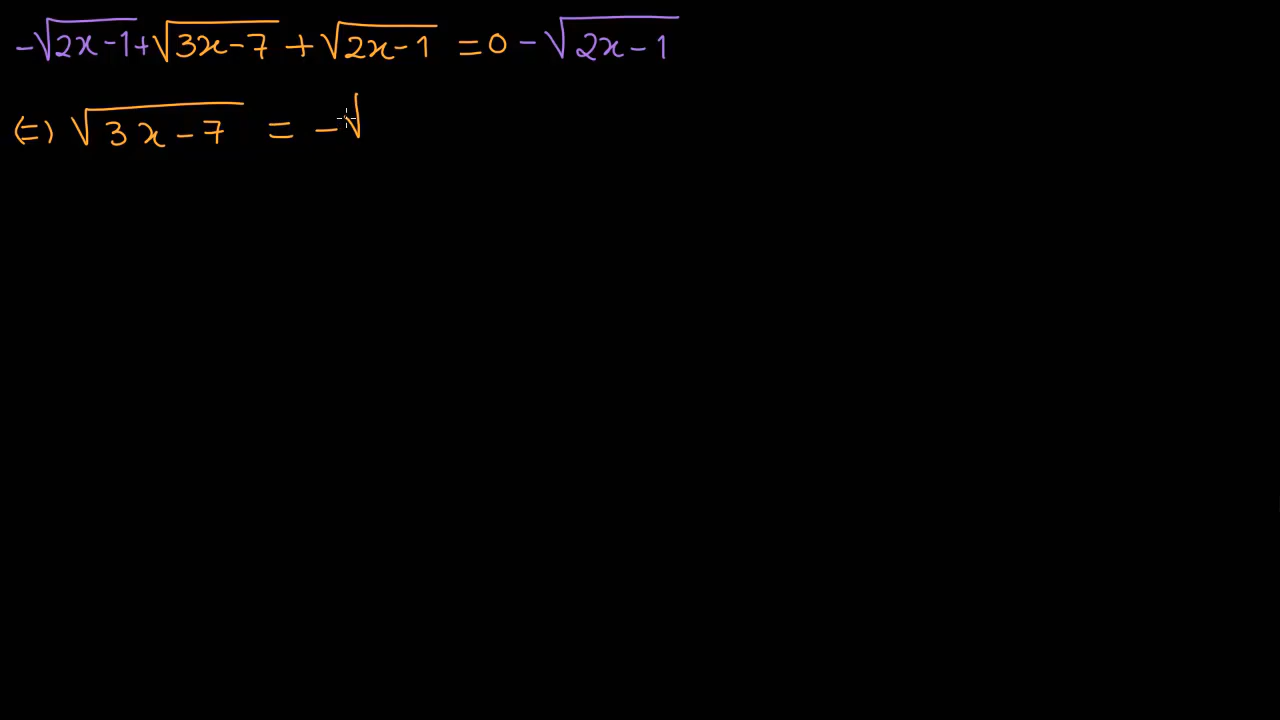 -√2x-1+√3x-7 + √2x-1 = 0 - √2x-1
(=) √3x-7 = -√